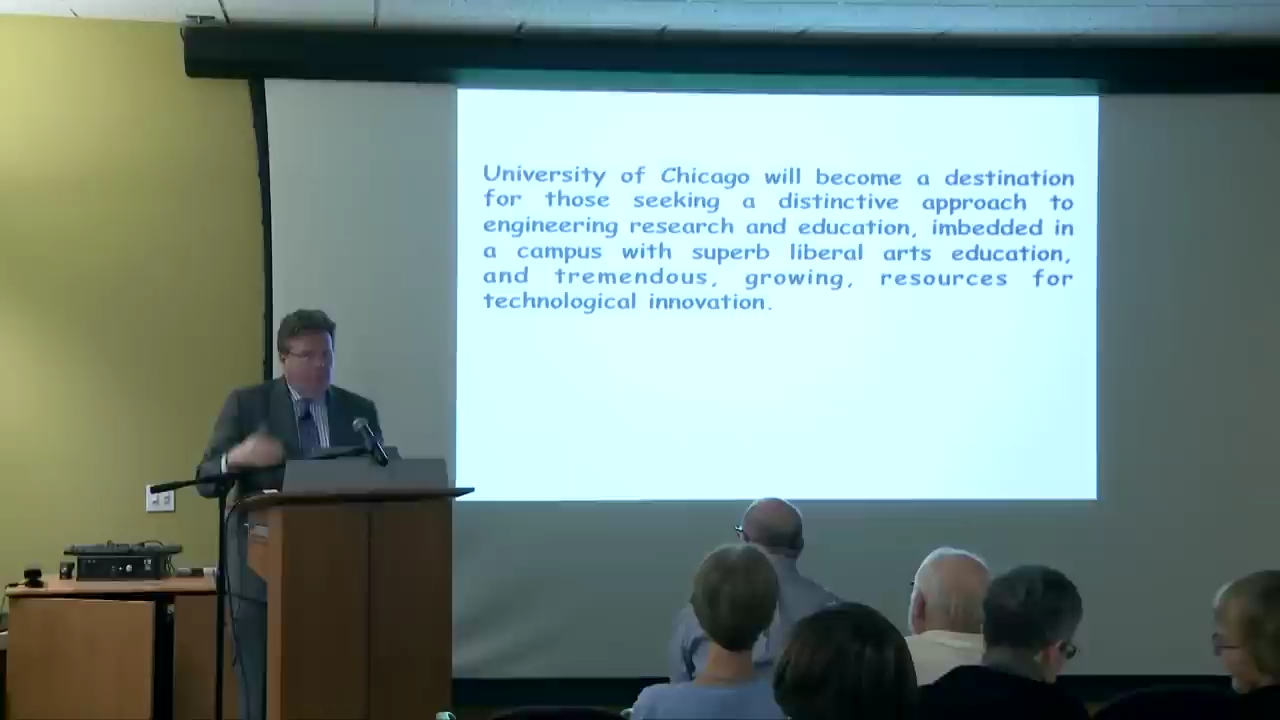 University of Chicago will become a destination
for those seeking a distinctive approach to
engineering research and education, imbedded in
a campus with superb liberal arts education,
and tremendous, growing, resources for
technological innovation.